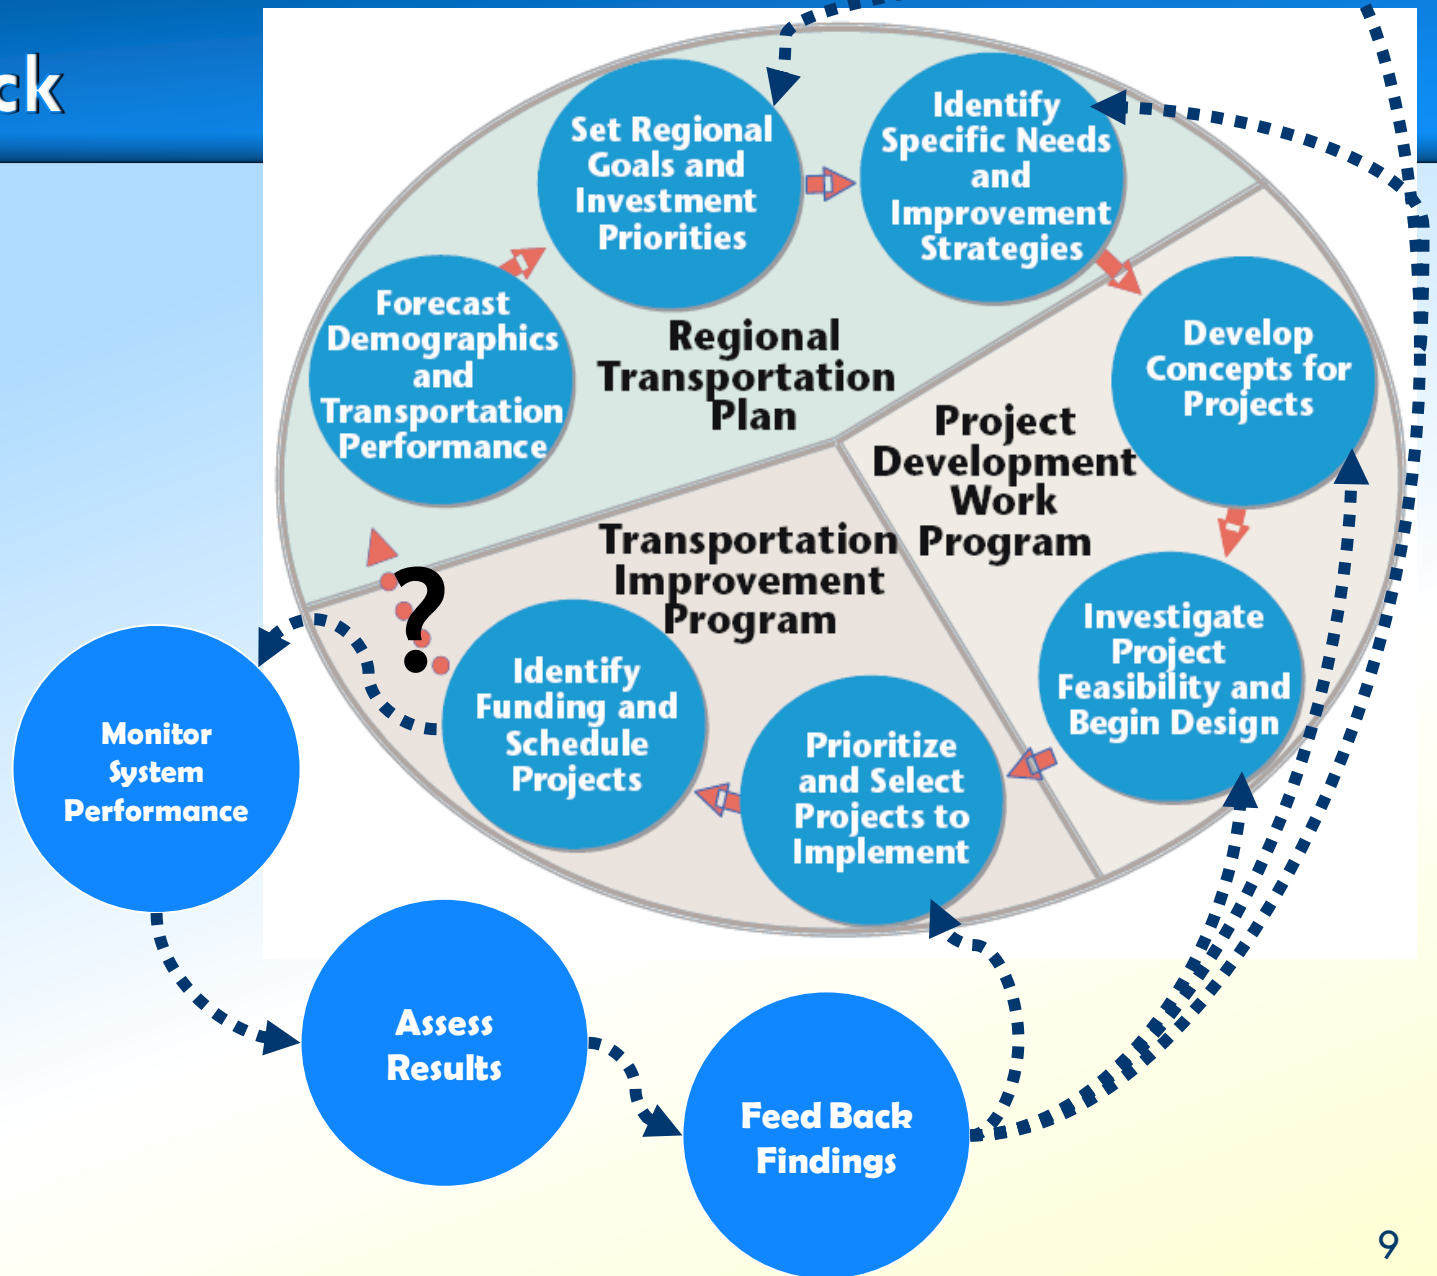 ck
Set Regional
Goals and
Investment
Priorities
Identify
Specific Needs
and
Improvement
Strategies
Forecast
Demographics
and
Transportation
Performance
Regional
Transportation
Plan
Develop
Concepts for
Projects
Project
Development
Work
Program
Transportation
Improvement
Program
?
Investigate
Project
Feasibility and
Begin Design
Identify
Funding and
Schedule
Projects
Prioritize
and Select
Projects to
Implement
Monitor
System
Performance
Assess
Results
Feed Back
Findings
9